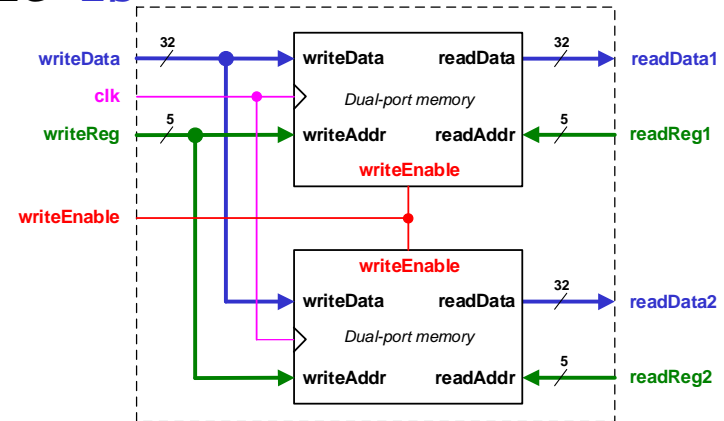 32
32
writeData
writeData
readData
readData1
clk
Dual-port memory
5
5
writeReg
writeAddr
readAddr
readReg1
writeEnable
writeEnable
writeEnable
32
writeData
readData
readData2
Dual-port memory
5
writeAddr
readAddr
readReg2